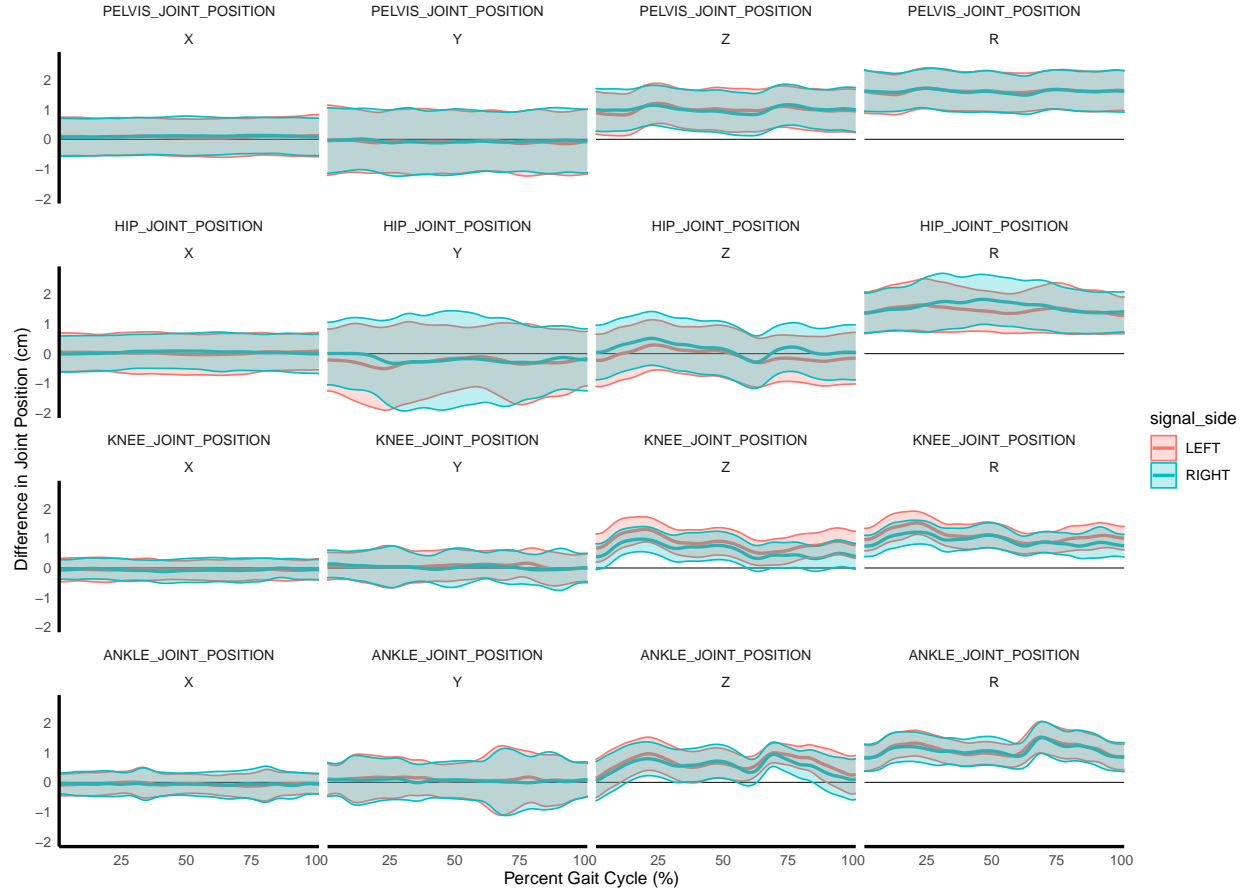 PELVIS_JOINT_POSITION PELVIS_JOINT_POSITION PELVIS_JOINT_POSITION PELVIS_JOINT_POSITION
X Y Z R
2
1
0
−1
−2
HIP_JOINT_POSITION HIP_JOINT_POSITION HIP_JOINT_POSITION HIP_JOINT_POSITION
X Y Z R
2
1
0
−1
−2
KNEE_JOINT_POSITION KNEE_JOINT_POSITION KNEE_JOINT_POSITION KNEE_JOINT_POSITION
X Y Z R
2
1
0
−1
−2
ANKLE_JOINT_POSITION ANKLE_JOINT_POSITION ANKLE_JOINT_POSITION ANKLE_JOINT_POSITION
X Y Z R
2
1
0
−1
−2
25 50 75 100 25 50 75 100 25 50 75 100 25 50 75 100
Percent Gait Cycle (%)
Difference in Joint Position (cm)
signal_side
LEFT
RIGHT